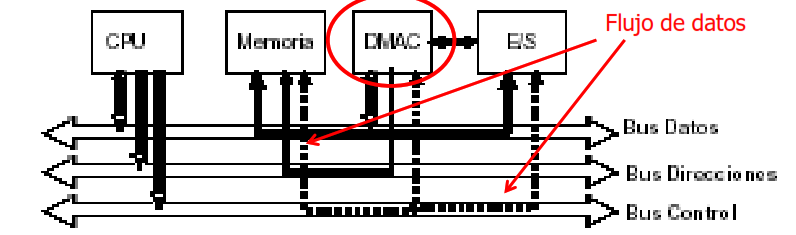 Flujo de datos
CPU
Memoria
DMAC
E/S
Bus Datos
Bus Direcciones
Bus Control